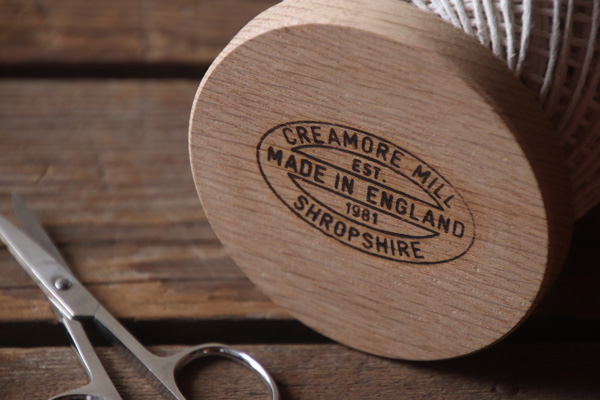 CREAMORE MILL
EST.
MADE IN ENGLAND
1981
SHROPSHIRE